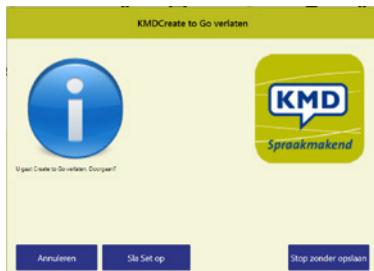 KMDCreate to Go verlaten
KMD
Spraakmakend
U gaat Create to Go verlaten. Doorgaan?
Annuleren
Sla Set op
Stop zonder opslaan